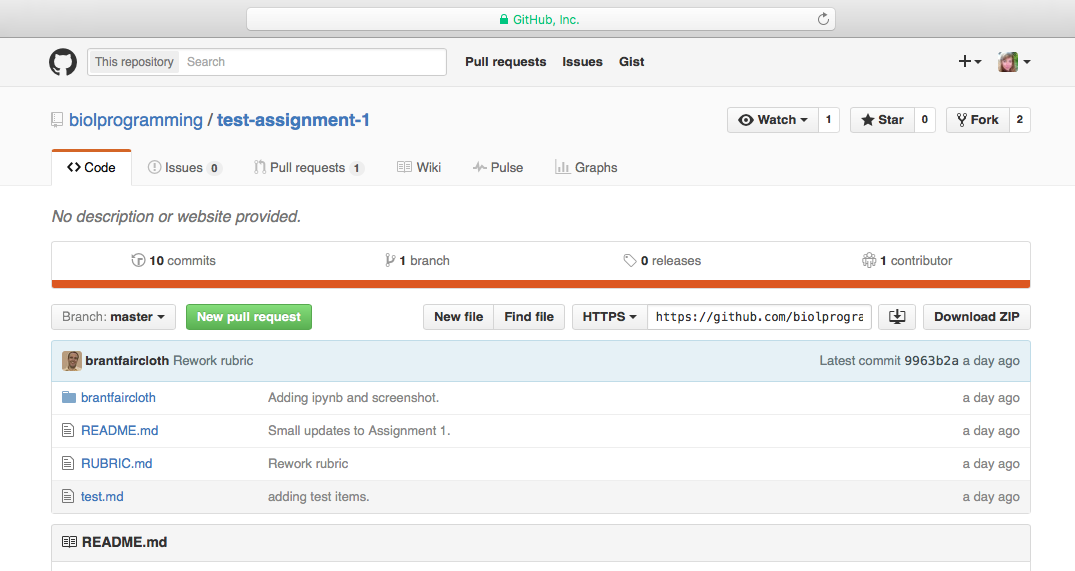 GitHub, Inc.
This repository Search Pull requests Issues Gist
biolprogramming / test-assignment-1 Watch 1 Star 0 Fork 2
Code Issues 0 Pull requests 1 Wiki Pulse Graphs
No description or website provided.
10 commits 1 branch 0 releases 1 contributor
Branch: master New pull request New file Find file HTTPS https://github.com/biolprogra Download ZIP
brantfaircloth Rework rubric Latest commit 9963b2a a day ago
brantfaircloth Adding ipynb and screenshot. a day ago
README.md Small updates to Assignment 1. a day ago
RUBRIC.md Rework rubric a day ago
test.md adding test items. a day ago
README.md